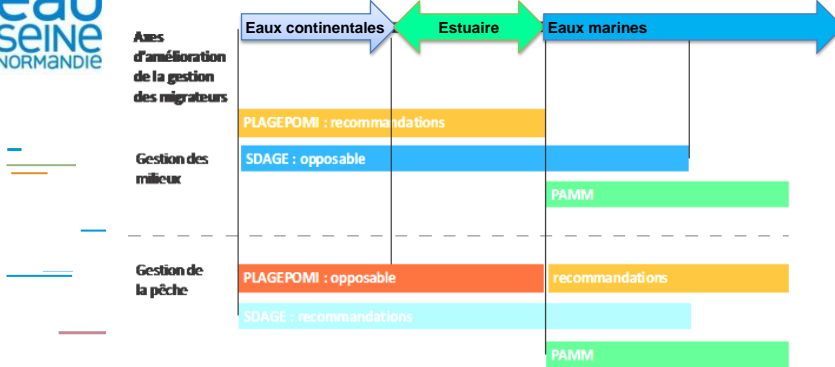 eau
SEINE
NORMANDIE
Eaux continentales
Estuaire
Eaux marines
Axes
d'amélioration
de la gestion
des migrateurs
PLAGEPOMI : recommandations
Gestion des
milieux
SDAGE : opposable
PAMM
Gestion de
la pêche
PLAGEPOMI : opposable
recommandations
SDAGE : recommandations
PAMM